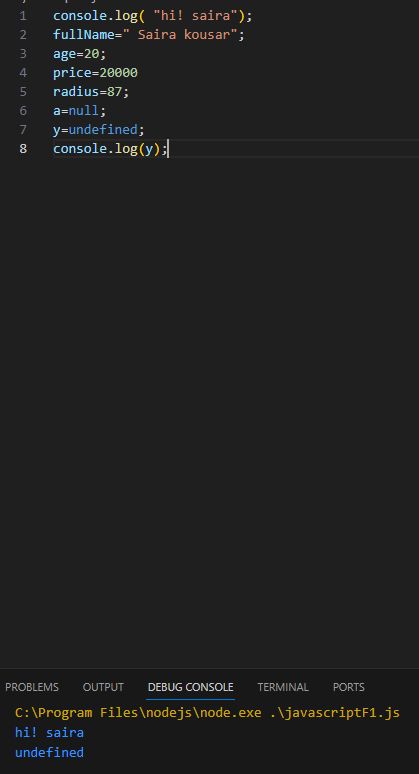 1 console.log( "hi! saira");
2 fullName=" Saira kousar";
3 age=20;
4 price=20000
5 radius=87;
6 a=null;
7 y=undefined;
8 console.log(y);
PROBLEMS OUTPUT DEBUG CONSOLE TERMINAL PORTS
C:\Program Files\nodejs\node.exe .\javascriptF1.js
hi! saira
undefined